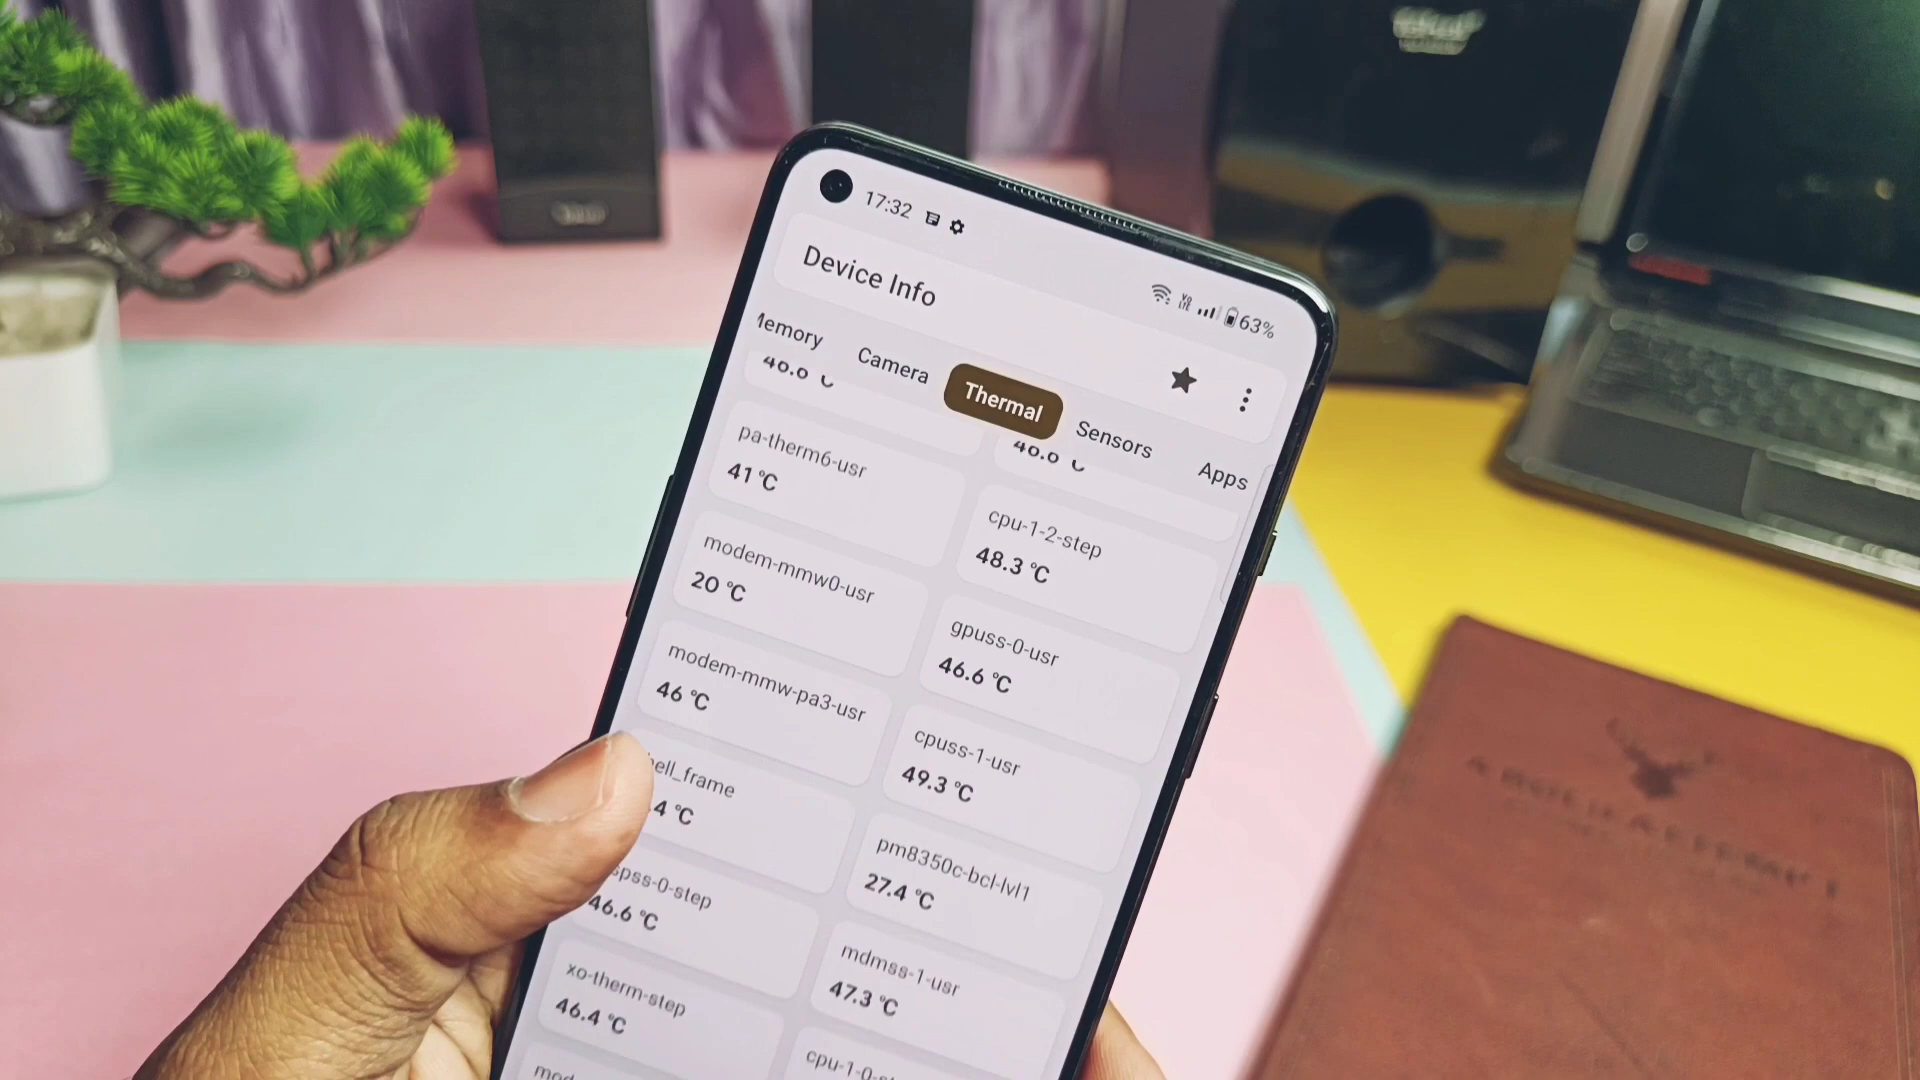 17:32
63%
Device Info
Memory
Camera
Thermal
Sensors
Apps
pa-therm6-usr
41 °C
cpu-1-2-step
48.3 °C
modem-mmw0-usr
20 °C
gpuss-0-usr
46.6 °C
modem-mmw-pa3-usr
46 °C
cpuss-1-usr
49.3 °C
ell_frame
.4 °C
pm8350c-bcl-lvl1
27.4 °C
spss-0-step
46.6 °C
mdmss-1-usr
47.3 °C
xo-therm-step
46.4 °C
cpu-1-0-s